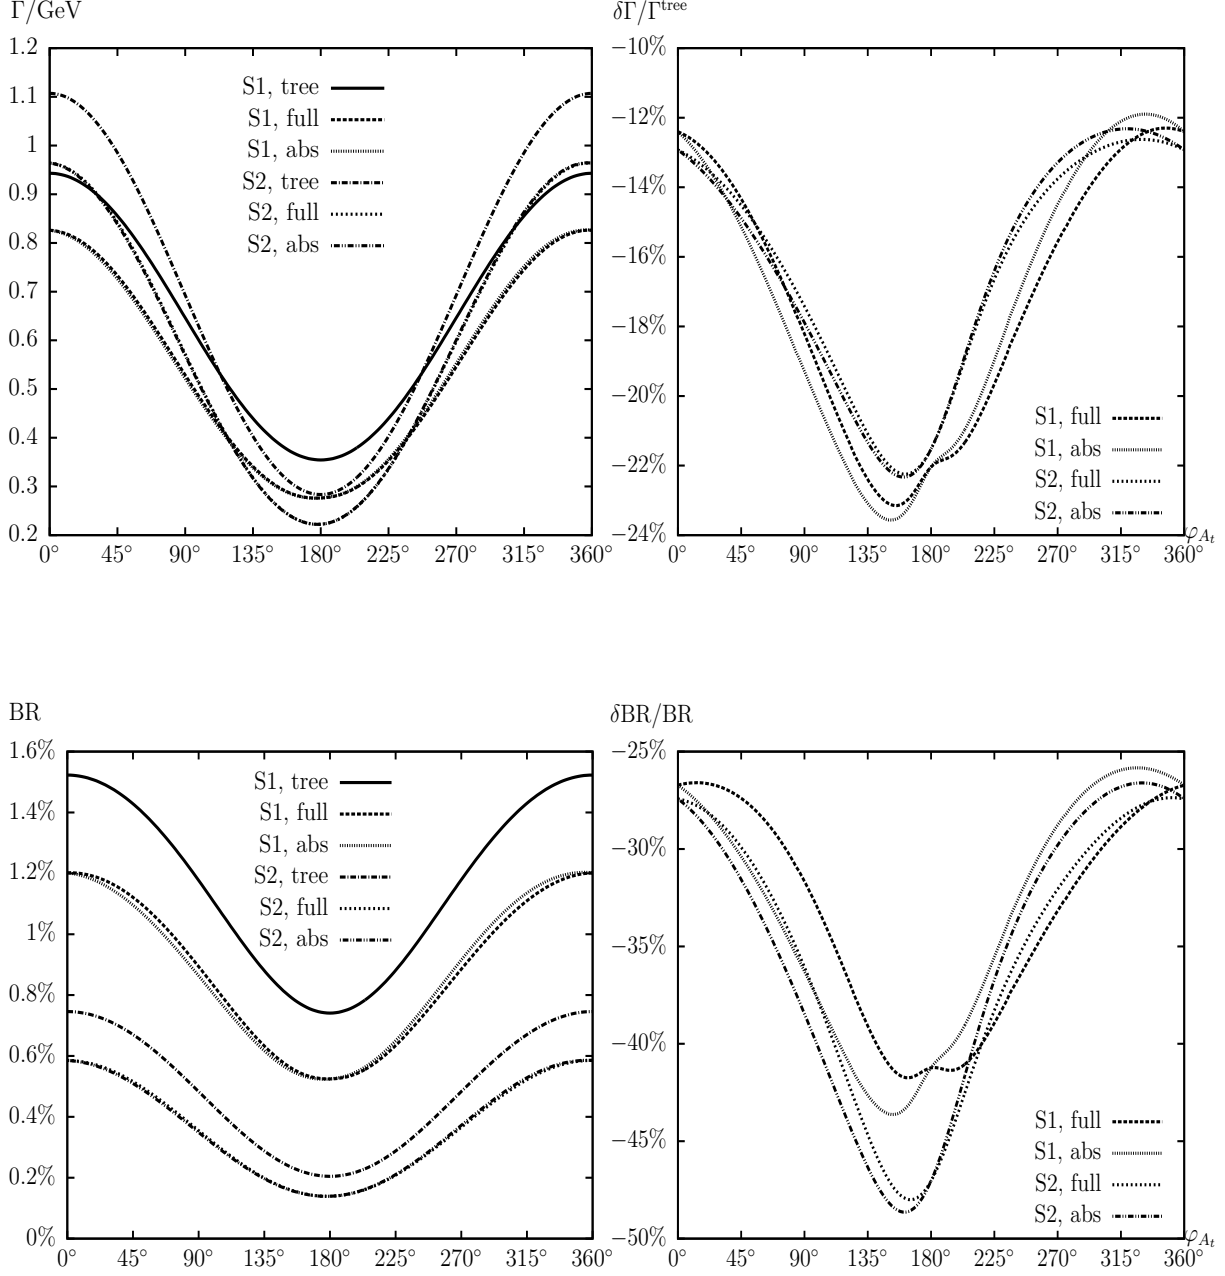 Γ/GeV
1.2
1.1
1
0.9
0.8
0.7
0.6
0.5
0.4
0.3
0.2
S1, tree
S1, full
S1, abs
S2, tree
S2, full
S2, abs
0° 45° 90° 135° 180° 225° 270° 315° 360°
δΓ/Γ^tree
−10%
−12%
−14%
−16%
−18%
−20%
−22%
−24%
S1, full
S1, abs
S2, full
S2, abs
0° 45° 90° 135° 180° 225° 270° 315° 360°
φ_{A_t}
BR
1.6%
1.4%
1.2%
1%
0.8%
0.6%
0.4%
0.2%
0%
S1, tree
S1, full
S1, abs
S2, tree
S2, full
S2, abs
0° 45° 90° 135° 180° 225° 270° 315° 360°
δBR/BR
−25%
−30%
−35%
−40%
−45%
−50%
S1, full
S1, abs
S2, full
S2, abs
0° 45° 90° 135° 180° 225° 270° 315° 360°
φ_{A_t}